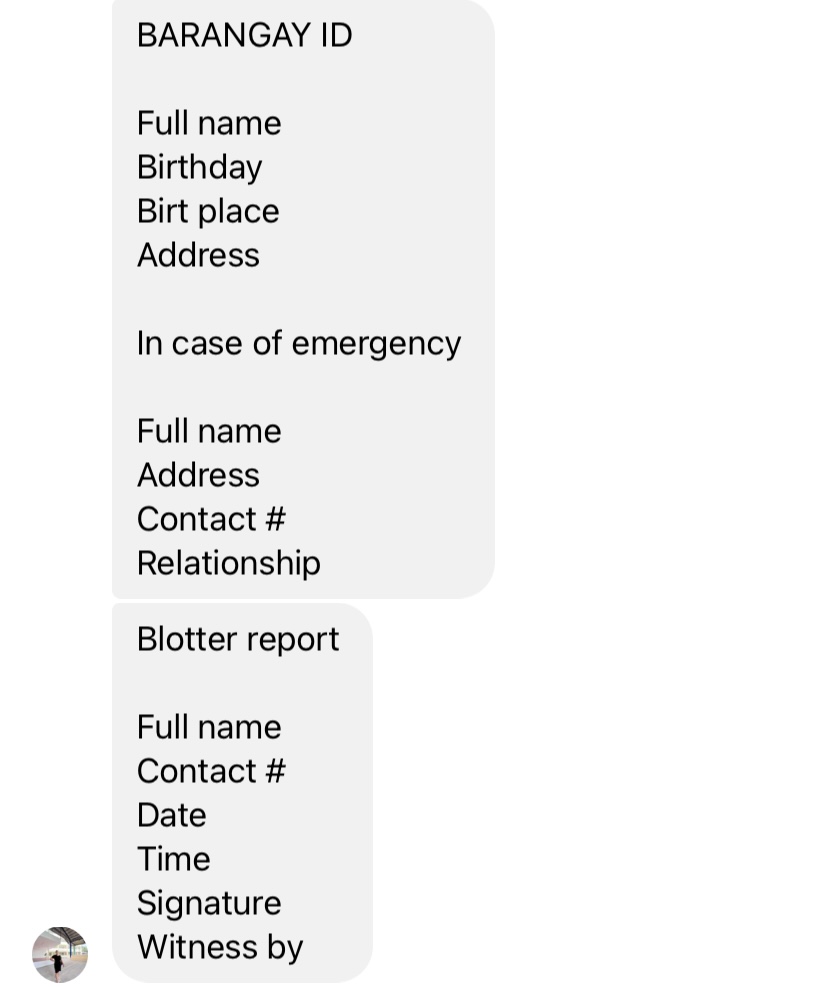 BARANGAY ID
Full name
Birthday
Birt place
Address
In case of emergency
Full name
Address
Contact #
Relationship
Blotter report
Full name
Contact #
Date
Time
Signature
Witness by